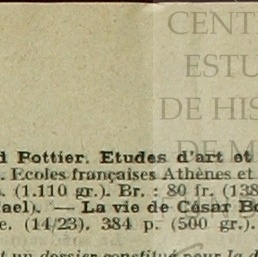 CENT
ESTU
DE HIS
DE M
d Pottier. Etudes d'art et
. Ecoles françaises Athènes et
s. (1.110 gr.). Br. : 80 fr. (138
ael). — La vie de César Bo
e. (14/23). 384 p. (500 gr.).
t un dossier constitué pour la d